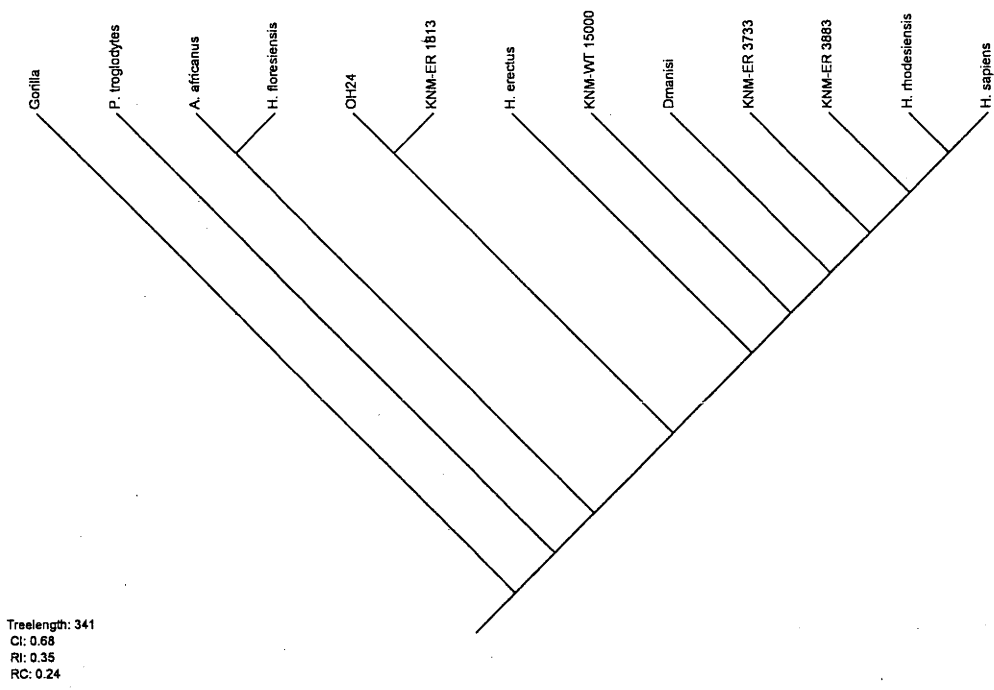 Gorilla
P. troglodytes
A. africanus
H. floresiensis
OH24
KNM-ER 1813
H. erectus
KNM-WT 15000
Dmanisi
KNM-ER 3733
KNM-ER 3883
H. rhodesiensis
H. sapiens
Treelength: 341
CI: 0.68
RI: 0.35
RC: 0.24